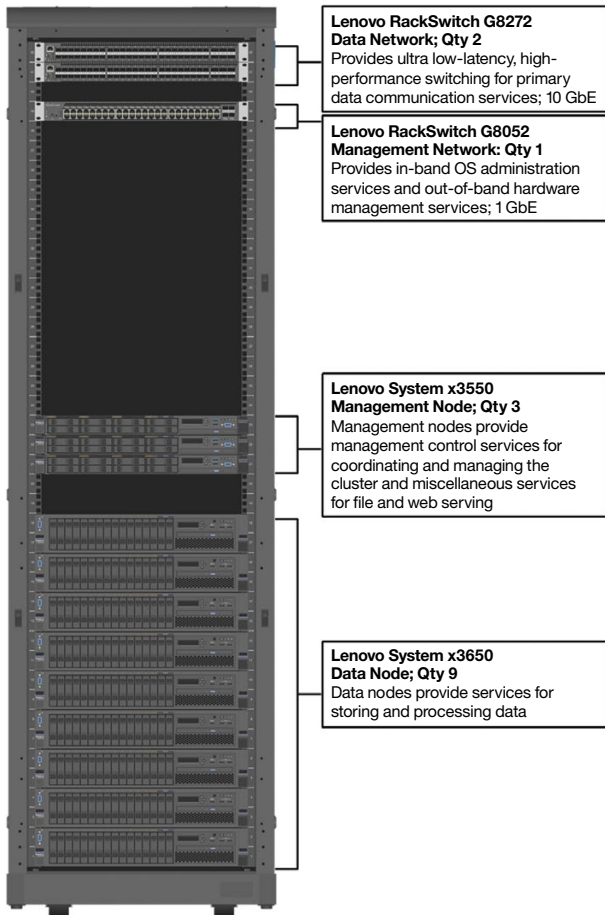 Lenovo RackSwitch G8272
Data Network; Qty 2
Provides ultra low-latency, high-
performance switching for primary
data communication services; 10 GbE
Lenovo RackSwitch G8052
Management Network: Qty 1
Provides in-band OS administration
services and out-of-band hardware
management services; 1 GbE
Lenovo System x3550
Management Node; Qty 3
Management nodes provide
management control services for
coordinating and managing the
cluster and miscellaneous services
for file and web serving
Lenovo System x3650
Data Node; Qty 9
Data nodes provide services for
storing and processing data